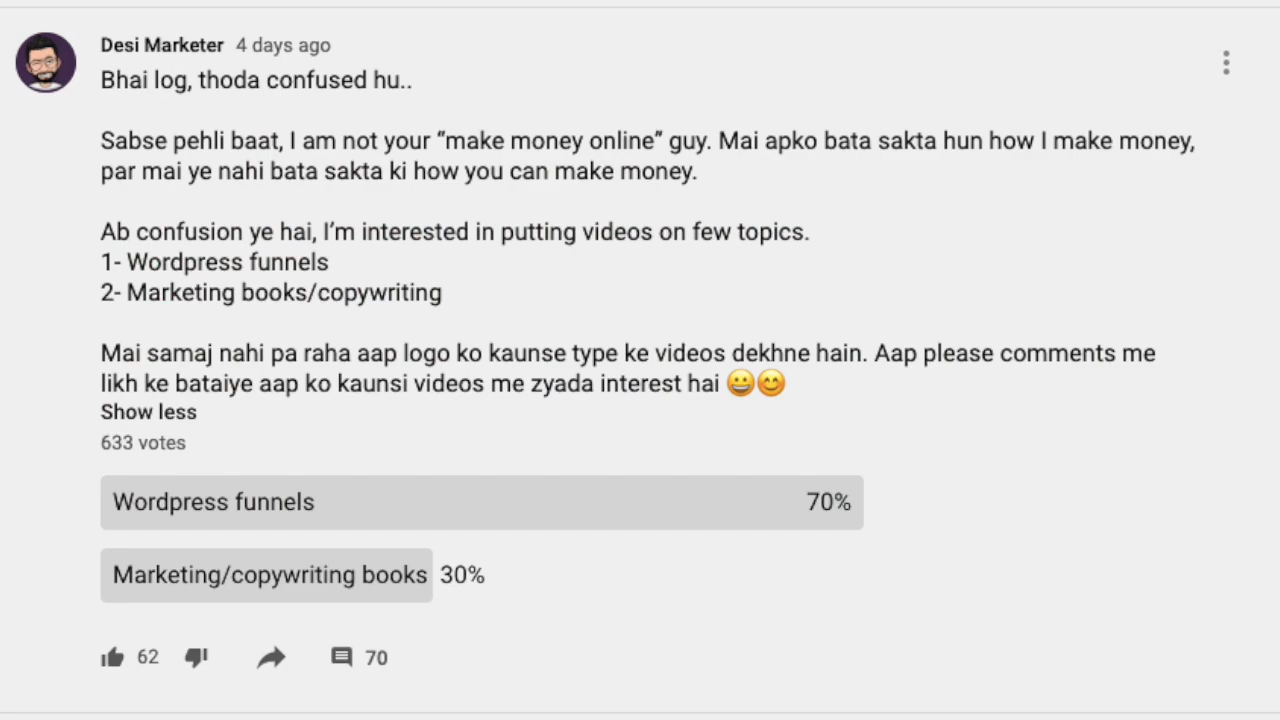 Desi Marketer 4 days ago
Bhai log, thoda confused hu..
Sabse pehli baat, I am not your “make money online” guy. Mai apko bata sakta hun how I make money,
par mai ye nahi bata sakta ki how you can make money.
Ab confusion ye hai, I’m interested in putting videos on few topics.
1- Wordpress funnels
2- Marketing books/copywriting
Mai samaj nahi pa raha aap logo ko kaunse type ke videos dekhne hain. Aap please comments me
likh ke bataiye aap ko kaunsi videos me zyada interest hai 😀😊
Show less
633 votes
Wordpress funnels 70%
Marketing/copywriting books 30%
62 70